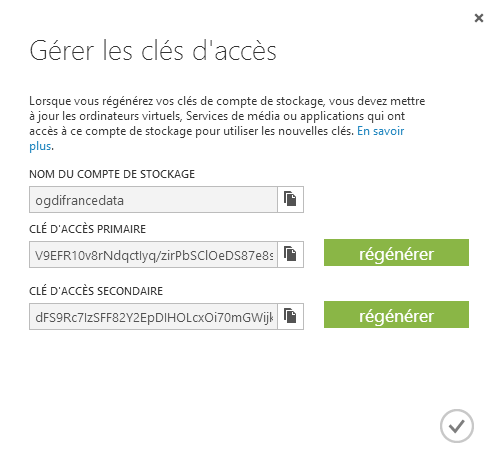 Gérer les clés d'accès
Lorsque vous régénérez vos clés de compte de stockage, vous devez mettre
à jour les ordinateurs virtuels, Services de média ou applications qui ont
accès à ce compte de stockage pour utiliser les nouvelles clés. En savoir
plus.
NOM DU COMPTE DE STOCKAGE
ogdifrancedata
CLÉ D'ACCÈS PRIMAIRE
V9EFR10v8rNdqctIyq/zirPbSClOeDS87e8s
régénérer
CLÉ D'ACCÈS SECONDAIRE
dFS9Rc7IzSFF82Y2EpDIHOLcxOi70mGWijk
régénérer